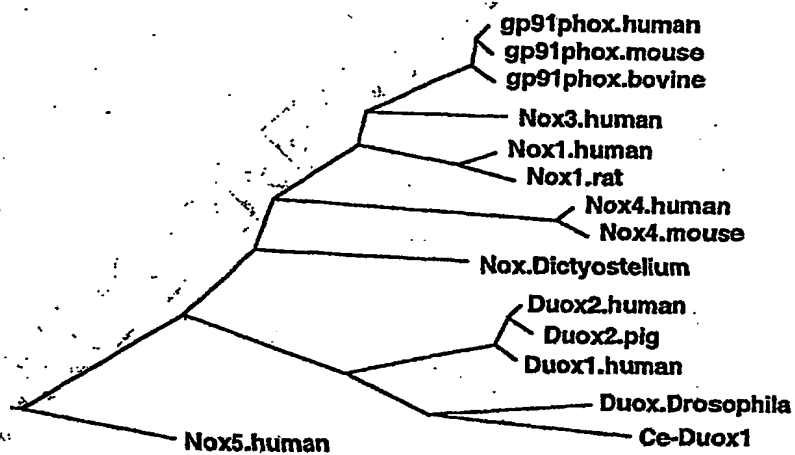 gp91phox.human
gp91phox.mouse
gp91phox.bovine
Nox3.human
Nox1.human
Nox1.rat
Nox4.human
Nox4.mouse
Nox.Dictyostelium
Duox2.human
Duox2.pig
Duox1.human
Duox.Drosophila
Ce-Duox1
Nox5.human